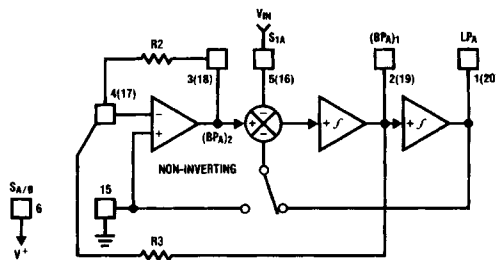 VIN
S1A
(BPA)1
LPA
R2
3(18)
5(16)
2(19)
1(20
4(17)
−
+
(BPA)2
+
−
−
+ ∫
+ ∫
NON-INVERTING
SA/B
6
V+
15
R3